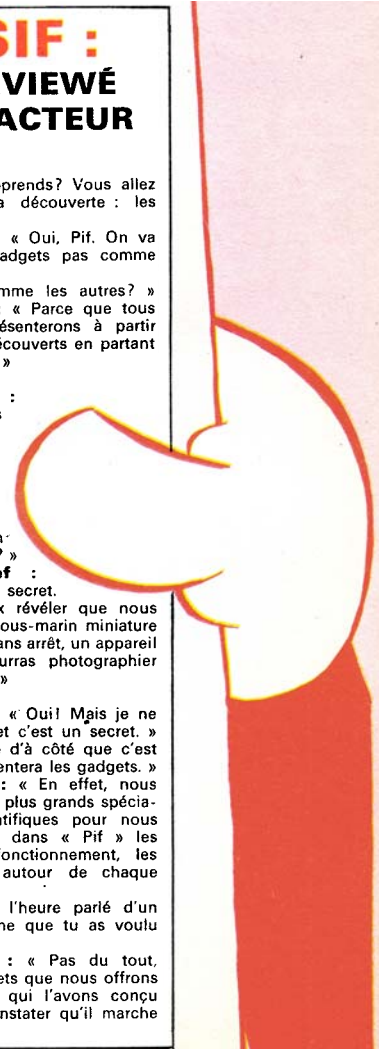 SIF :
VIEWÉ
ACTEUR
prends? Vous allez
a découverte : les
« Oui, Pif. On va
adgets pas comme
mme les autres? »
« Parce que tous
ésenterons à partir
écouverts en partant
»
:
s
? »
ef :
secret.
x révéler que nous
ous-marin miniature
ans arrêt, un appareil
urras photographier
»
« Oui! Mais je ne
et c'est un secret. »
e d'à côté que c'est
entera les gadgets. »
: « En effet, nous
plus grands spécia-
ntifiques pour nous
dans « Pif » les
onctionnement, les
autour de chaque
l'heure parlé d'un
ne que tu as voulu
: « Pas du tout,
ets que nous offrons
qui l'avons conçu
nstater qu'il marche